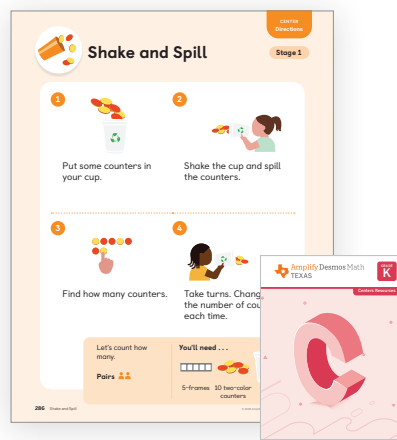 CENTER
Directions
Shake and Spill
Stage 1
1
Put some counters in
your cup.
2
Shake the cup and spill
the counters.
3
Find how many counters.
4
Take turns. Chang
the number of cou
each time.
Let's count how
many.
Pairs
You'll need . . .
5-frames
10 two-color
counters
286 Shake and Spill
Amplify Desmos Math
TEXAS
GRADE
K
Centers Resources